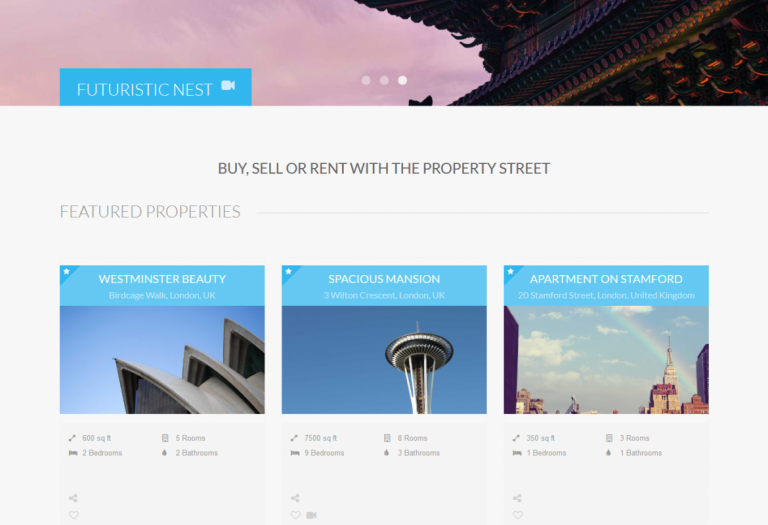 FUTURISTIC NEST
BUY, SELL OR RENT WITH THE PROPERTY STREET
FEATURED PROPERTIES
WESTMINSTER BEAUTY
Birdcage Walk, London, UK
600 sq ft
5 Rooms
2 Bedrooms
2 Bathrooms
SPACIOUS MANSION
3 Wilton Crescent, London, UK
7500 sq ft
8 Rooms
9 Bedrooms
3 Bathrooms
APARTMENT ON STAMFORD
20 Stamford Street, London, United Kingdom
350 sq ft
3 Rooms
1 Bedrooms
1 Bathrooms